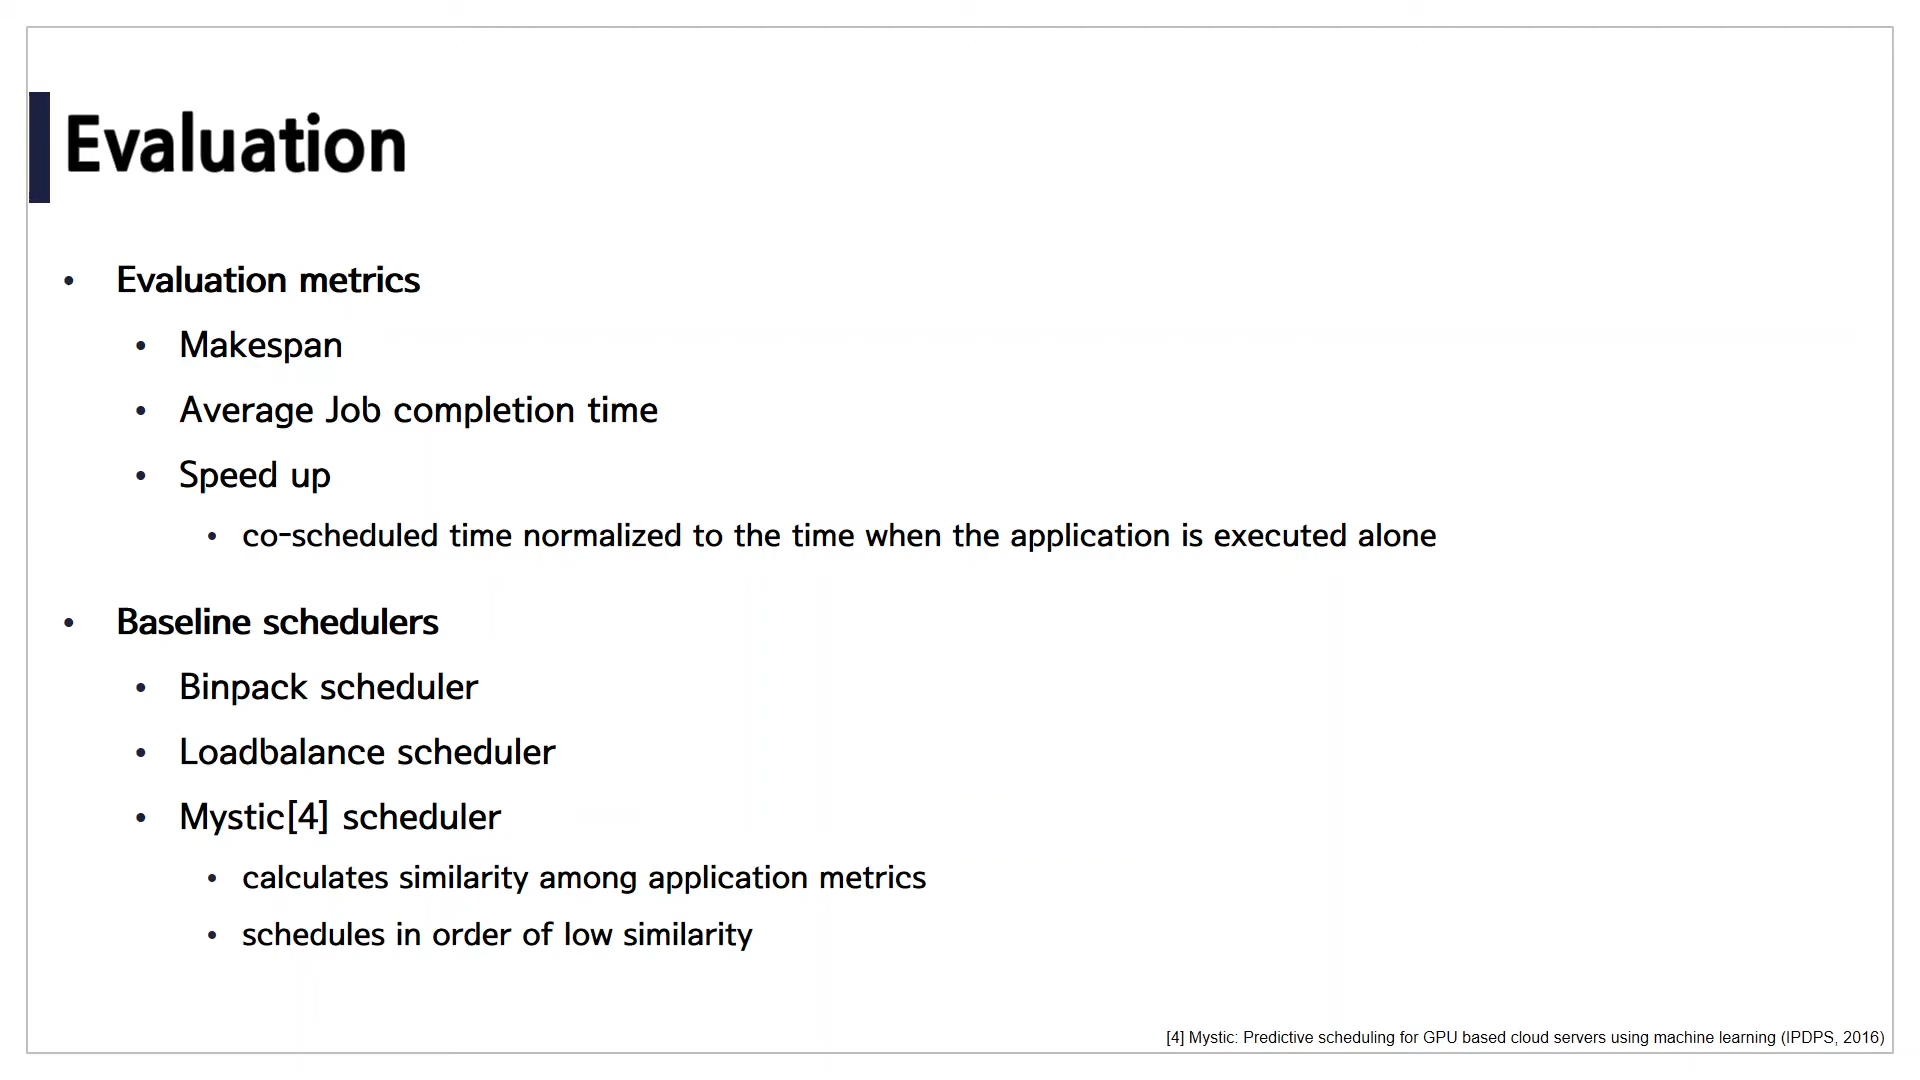 Evaluation
• Evaluation metrics
• Makespan
• Average Job completion time
• Speed up
• co-scheduled time normalized to the time when the application is executed alone
• Baseline schedulers
• Binpack scheduler
• Loadbalance scheduler
• Mystic[4] scheduler
• calculates similarity among application metrics
• schedules in order of low similarity
[4] Mystic: Predictive scheduling for GPU based cloud servers using machine learning (IPDPS, 2016)